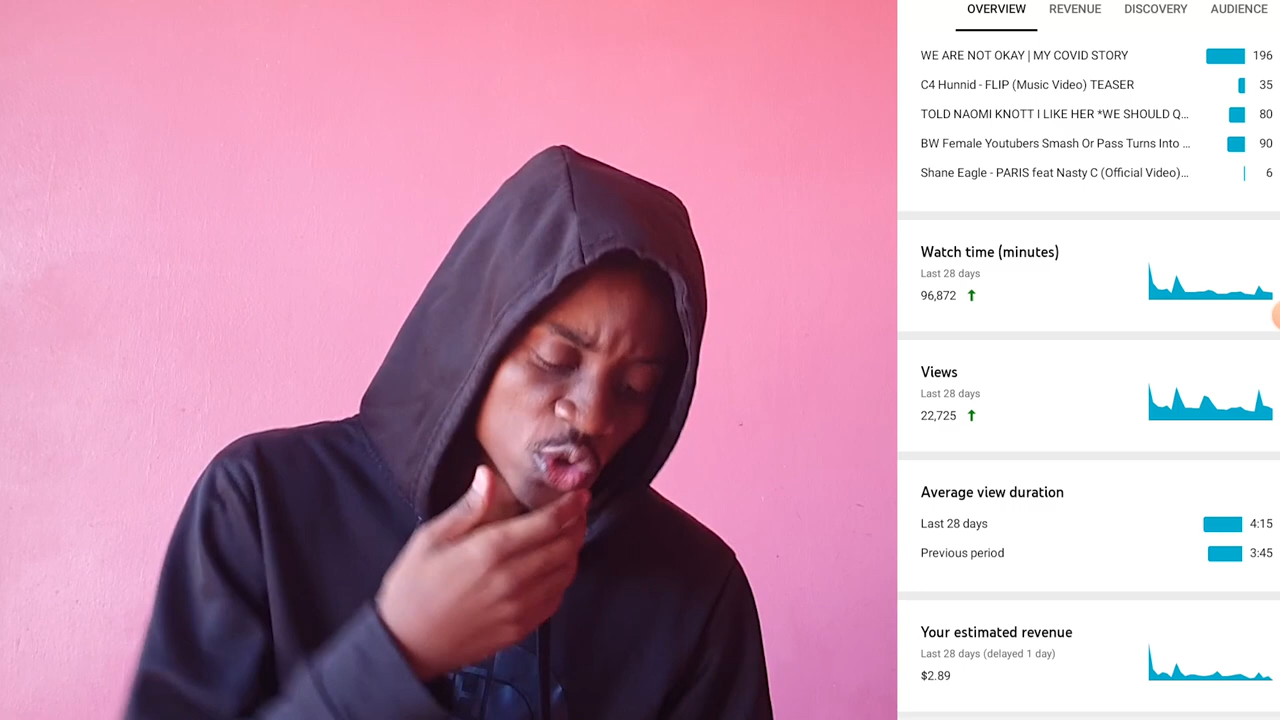 OVERVIEW REVENUE DISCOVERY AUDIENCE
WE ARE NOT OKAY | MY COVID STORY 196
C4 Hunnid - FLIP (Music Video) TEASER 35
TOLD NAOMI KNOTT I LIKE HER *WE SHOULD Q... 80
BW Female Youtubers Smash Or Pass Turns Into ... 90
Shane Eagle - PARIS feat Nasty C (Official Video)... 6
Watch time (minutes)
Last 28 days
96,872
Views
Last 28 days
22,725
Average view duration
Last 28 days 4:15
Previous period 3:45
Your estimated revenue
Last 28 days (delayed 1 day)
$2.89